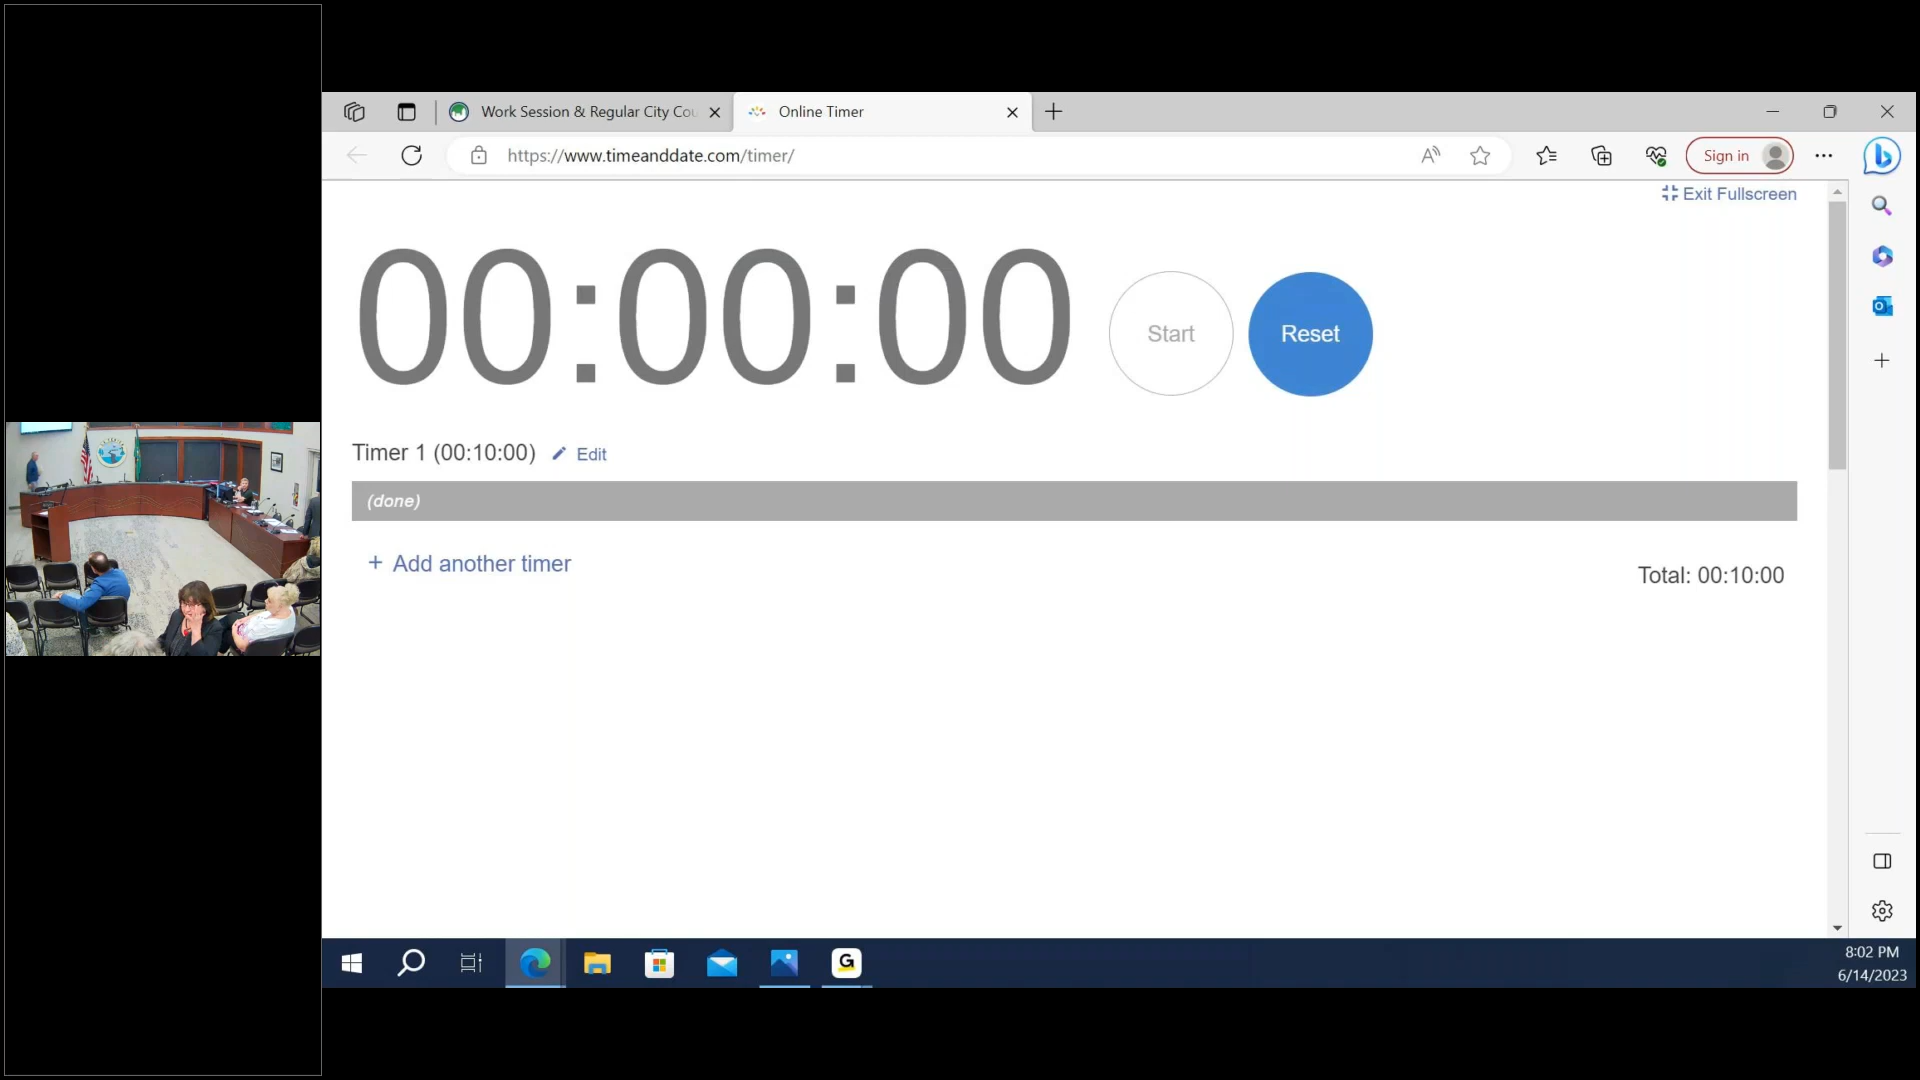 Work Session & Regular City Cou
Online Timer
https://www.timeanddate.com/timer/
Sign in
Exit Fullscreen
00:00:00
Start
Reset
Timer 1 (00:10:00)
Edit
(done)
+ Add another timer
Total: 00:10:00
8:02 PM
6/14/2023